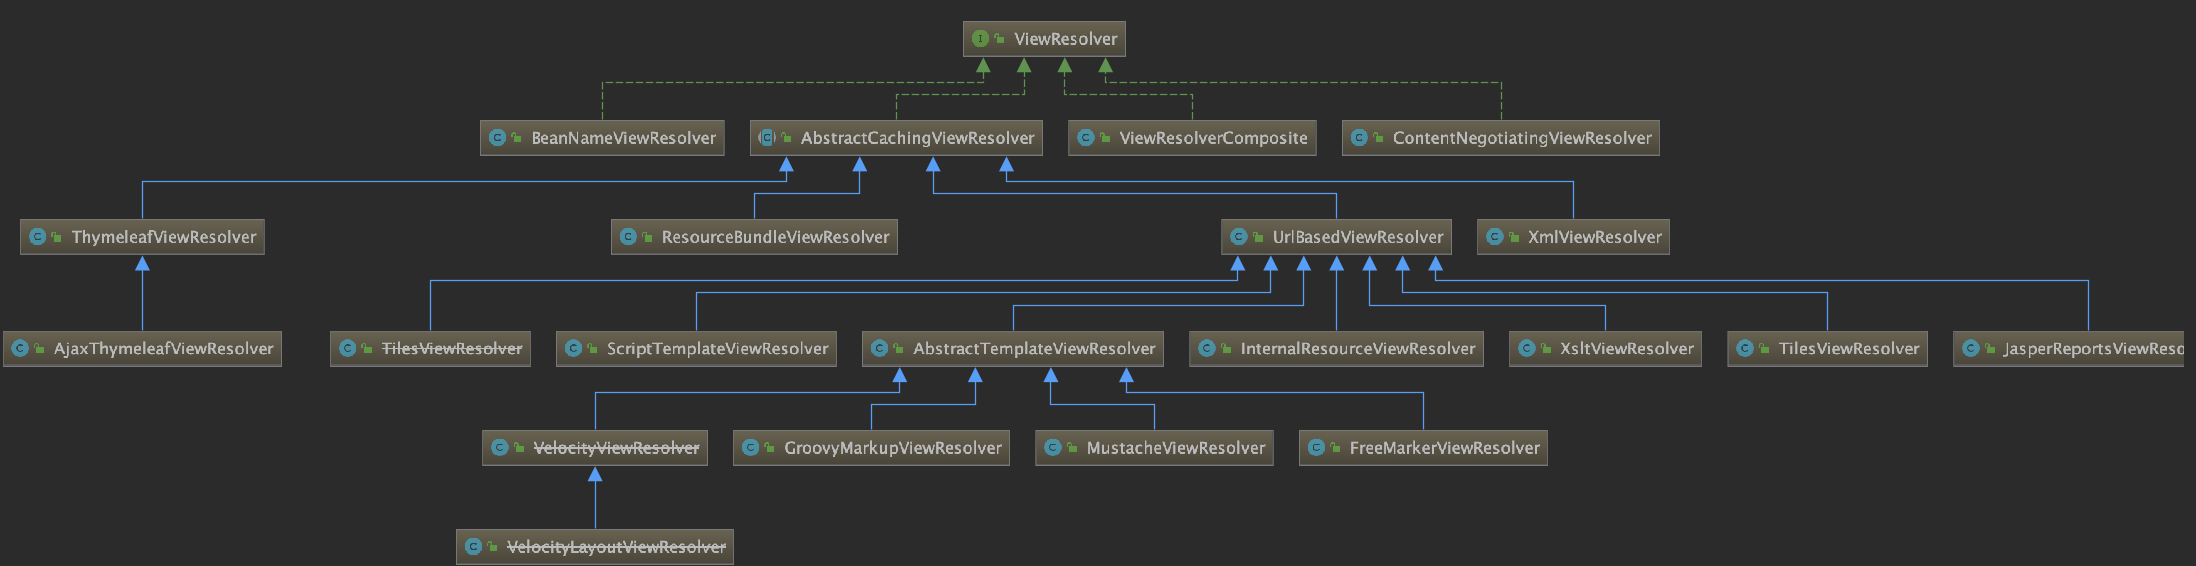 I ViewResolver
C BeanNameViewResolver
C AbstractCachingViewResolver
C ViewResolverComposite
C ContentNegotiatingViewResolver
C ThymeleafViewResolver
C ResourceBundleViewResolver
C UrlBasedViewResolver
C XmlViewResolver
C AjaxThymeleafViewResolver
C TilesViewResolver
C ScriptTemplateViewResolver
C AbstractTemplateViewResolver
C InternalResourceViewResolver
C XsltViewResolver
C TilesViewResolver
C JasperReportsViewReso
C VelocityViewResolver
C GroovyMarkupViewResolver
C MustacheViewResolver
C FreeMarkerViewResolver
C VelocityLayoutViewResolver